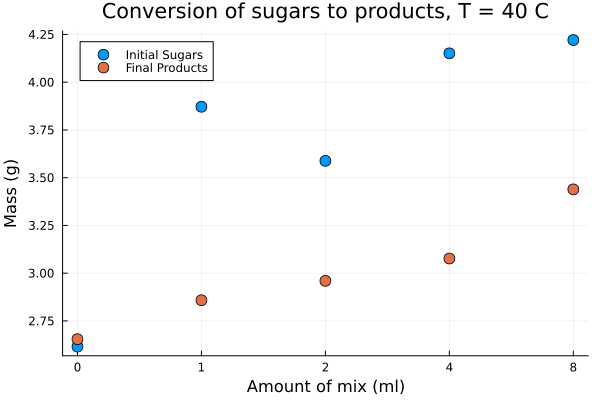 Conversion of sugars to products, T = 40 C
4.25
Initial Sugars
Final Products
4.00
3.75
3.50
3.25
3.00
2.75
Mass (g)
0 1 2 4 8
Amount of mix (ml)